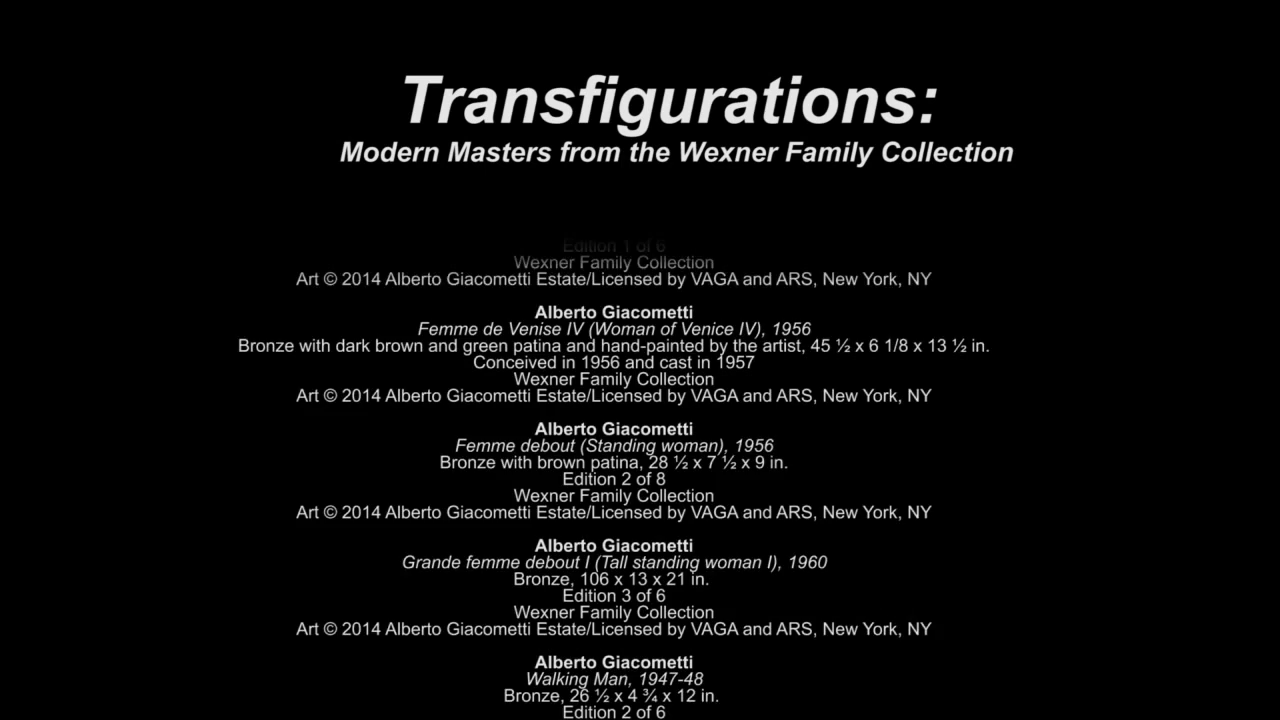 Transfigurations:
Modern Masters from the Wexner Family Collection
Edition 1 of 6
Wexner Family Collection
Art © 2014 Alberto Giacometti Estate/Licensed by VAGA and ARS, New York, NY
Alberto Giacometti
Femme de Venise IV (Woman of Venice IV), 1956
Bronze with dark brown and green patina and hand-painted by the artist, 45 ½ x 6 1/8 x 13 ½ in.
Conceived in 1956 and cast in 1957
Wexner Family Collection
Art © 2014 Alberto Giacometti Estate/Licensed by VAGA and ARS, New York, NY
Alberto Giacometti
Femme debout (Standing woman), 1956
Bronze with brown patina, 28 ½ x 7 ½ x 9 in.
Edition 2 of 8
Wexner Family Collection
Art © 2014 Alberto Giacometti Estate/Licensed by VAGA and ARS, New York, NY
Alberto Giacometti
Grande femme debout I (Tall standing woman I), 1960
Bronze, 106 x 13 x 21 in.
Edition 3 of 6
Wexner Family Collection
Art © 2014 Alberto Giacometti Estate/Licensed by VAGA and ARS, New York, NY
Alberto Giacometti
Walking Man, 1947-48
Bronze, 26 ½ x 4 ¾ x 12 in.
Edition 2 of 6